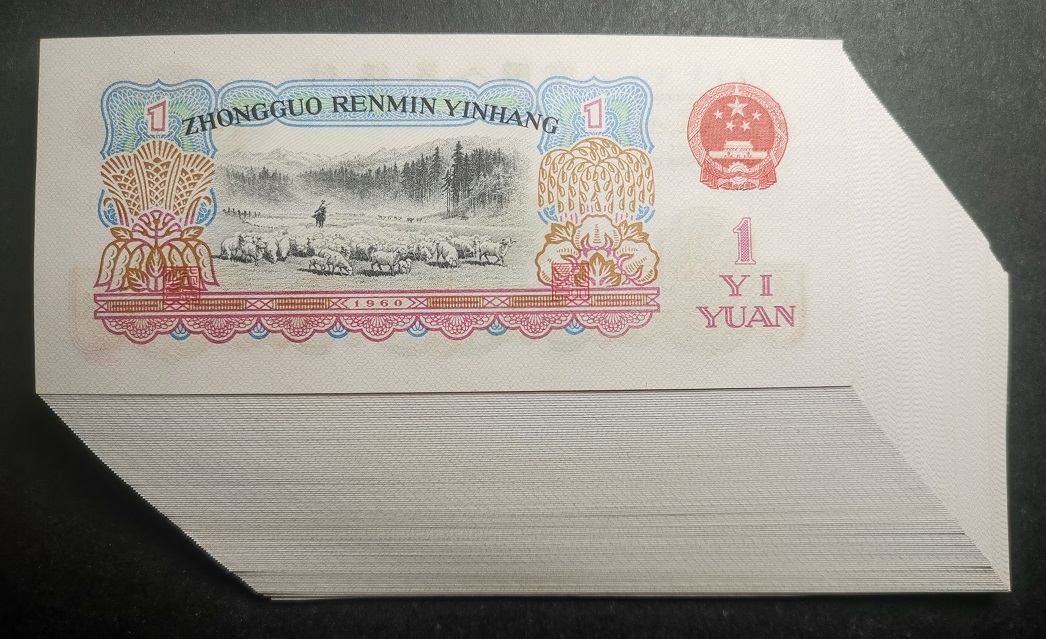 1 ZHONGGUO RENMIN YINHANG 1
1960
1
YI
YUAN